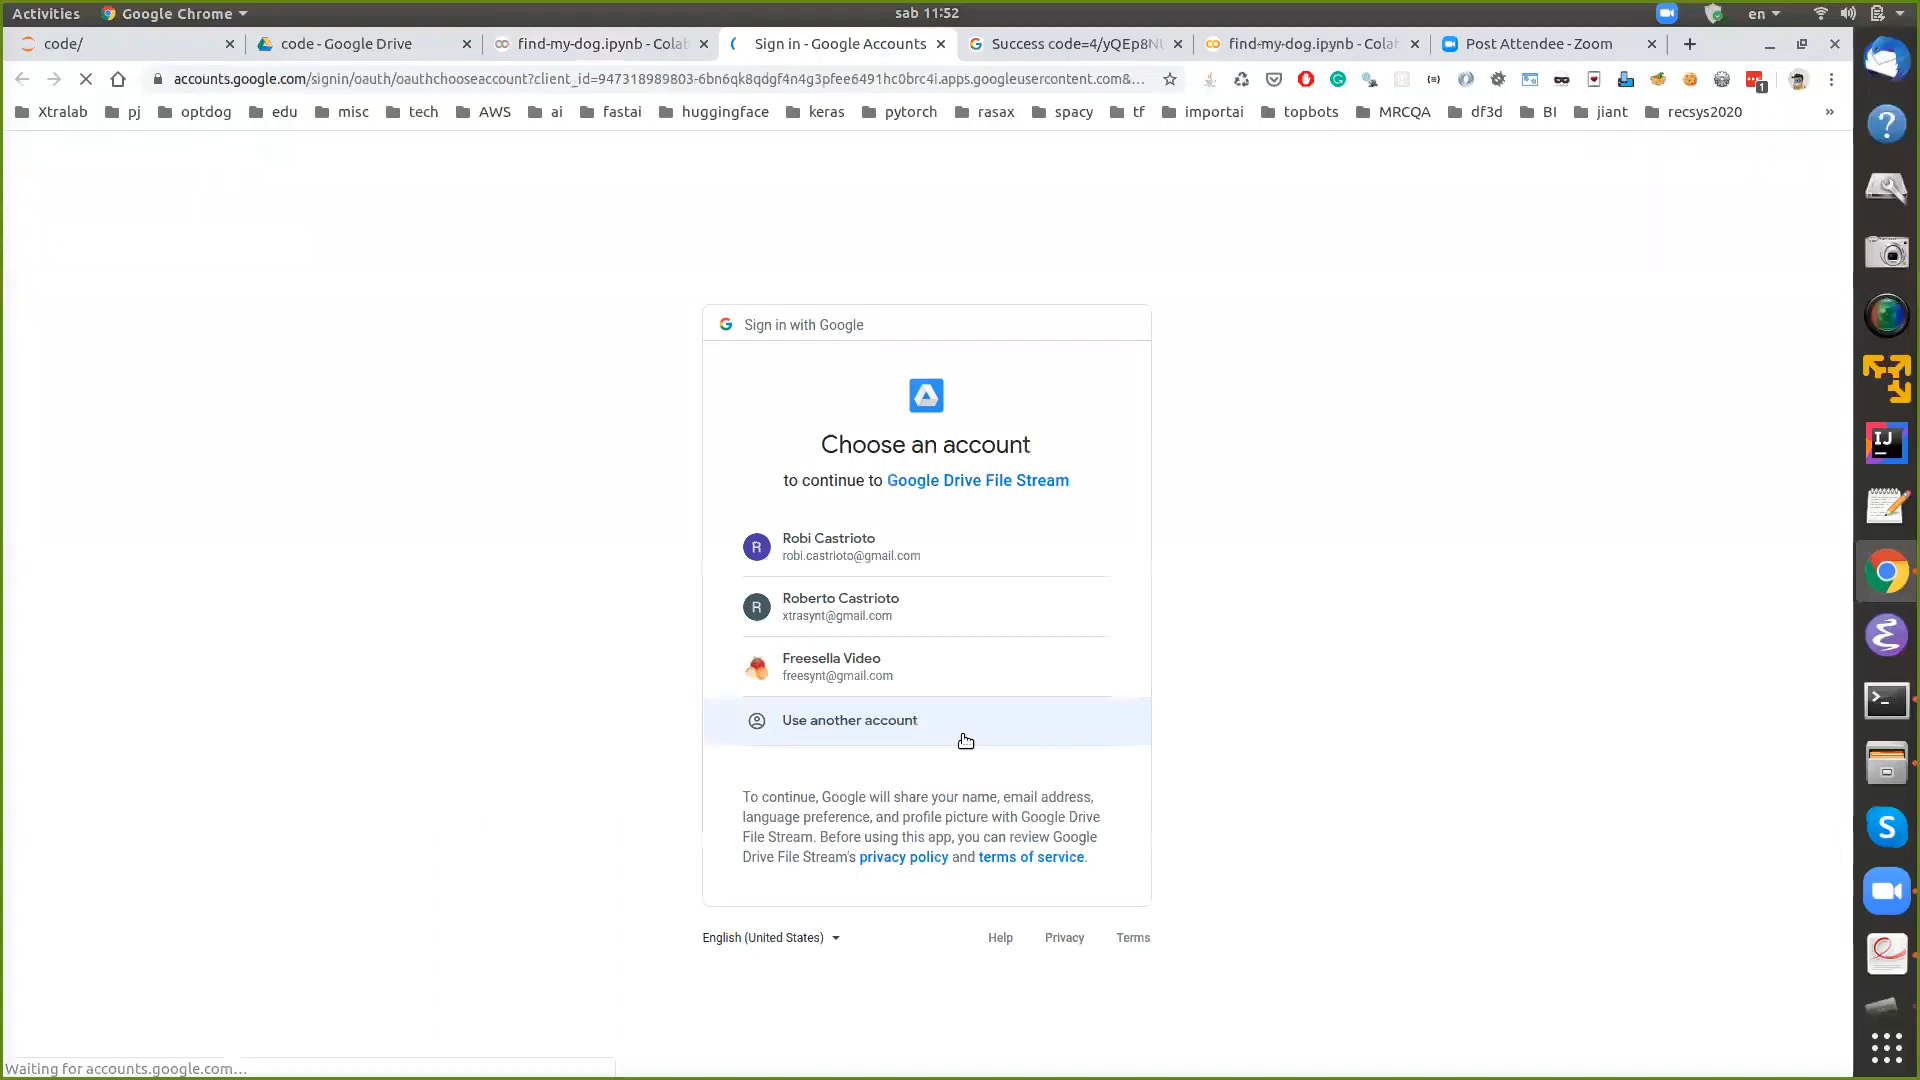 Activities
Google Chrome
sab 11:52
en
code/
code - Google Drive
find-my-dog.ipynb - Colab
Sign in - Google Accounts
Success code=4/yQEp8NU
find-my-dog.ipynb - Colab
Post Attendee - Zoom
accounts.google.com/signin/oauth/oauthchooseaccount?client_id=947318989803-6bn6qk8qdgf4n4g3pfee6491hc0brc4i.apps.googleusercontent.com&...
1
Xtralab
pj
optdog
edu
misc
tech
AWS
ai
fastai
huggingface
keras
pytorch
rasax
spacy
tf
importai
topbots
MRCQA
df3d
BI
jiant
recsys2020
»
Sign in with Google
Choose an account
to continue to Google Drive File Stream
R
Robi Castrioto
robi.castrioto@gmail.com
R
Roberto Castrioto
xtrasynt@gmail.com
Freesella Video
freesynt@gmail.com
Use another account
To continue, Google will share your name, email address,
language preference, and profile picture with Google Drive
File Stream. Before using this app, you can review Google
Drive File Stream's privacy policy and terms of service.
English (United States)
Help
Privacy
Terms
IJ
Waiting for accounts.google.com...